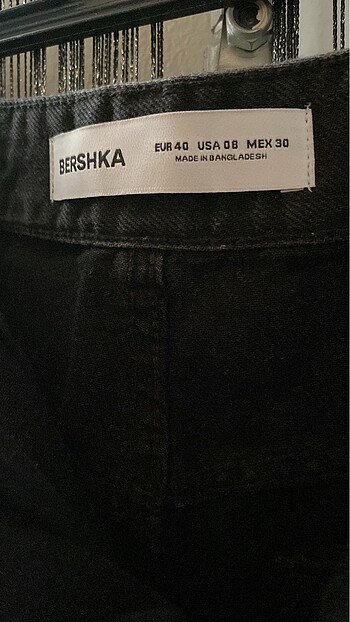 BERSHKA
EUR 40 USA 08 MEX 30
MADE IN BANGLADESH